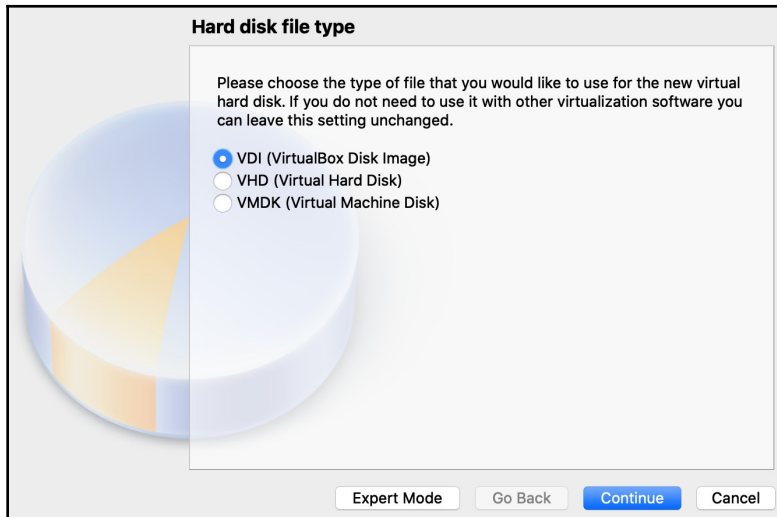 Hard disk file type
Please choose the type of file that you would like to use for the new virtual
hard disk. If you do not need to use it with other virtualization software you
can leave this setting unchanged.
VDI (VirtualBox Disk Image)
VHD (Virtual Hard Disk)
VMDK (Virtual Machine Disk)
Expert Mode Go Back Continue Cancel